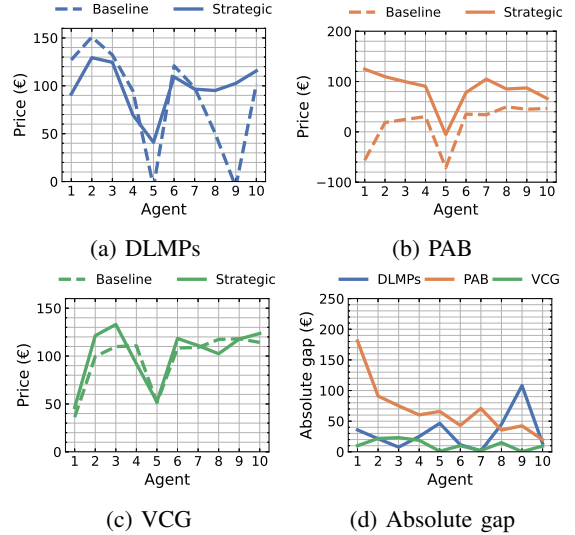 Baseline Strategic
Price (€)
150
100
50
0
1 2 3 4 5 6 7 8 9 10
Agent
(a) DLMPs
Baseline Strategic
Price (€)
200
100
0
−100
1 2 3 4 5 6 7 8 9 10
Agent
(b) PAB
Baseline Strategic
Price (€)
150
100
50
0
1 2 3 4 5 6 7 8 9 10
Agent
(c) VCG
DLMPs PAB VCG
Absolute gap (€)
250
200
150
100
50
0
1 2 3 4 5 6 7 8 9 10
Agent
(d) Absolute gap